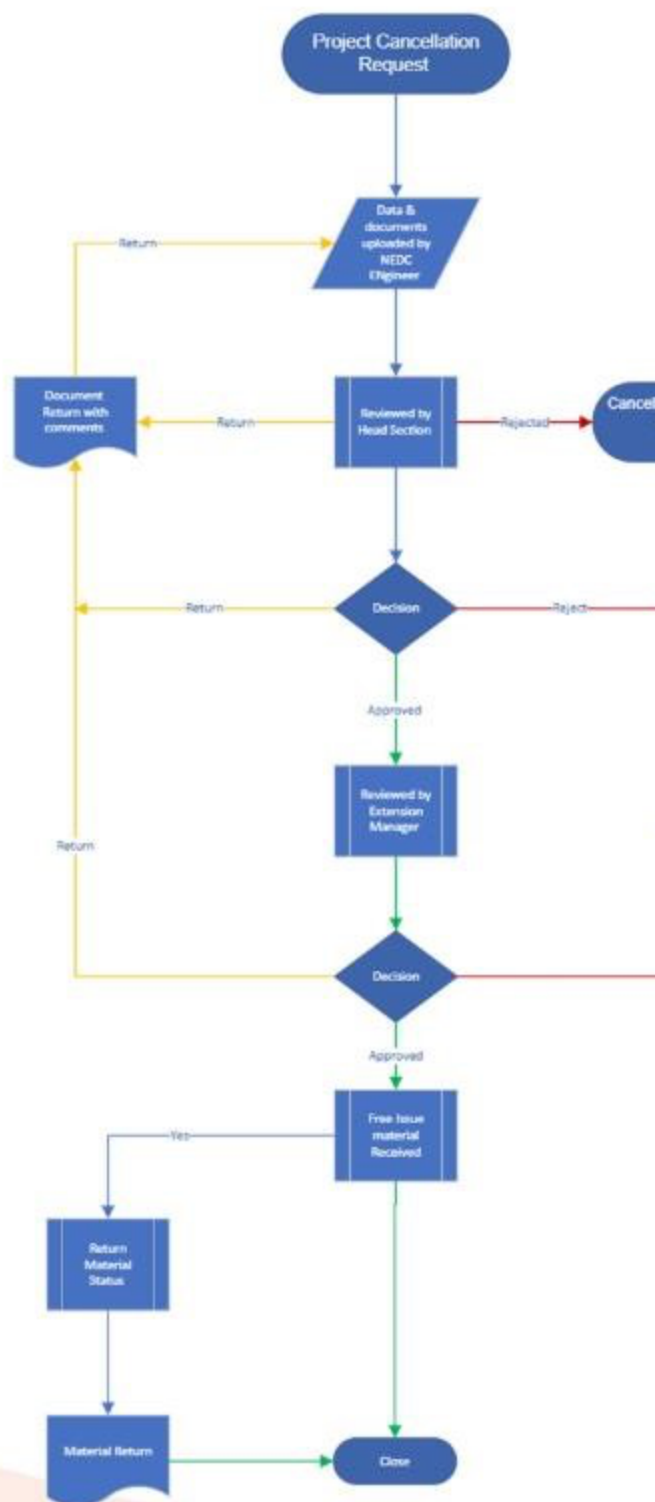 Project Cancellation
Request
Data &
documents
uploaded by
NEDC
ENgineer
Return
Document
Return with
comments
Return
Reviewed by
Head Section
Rejected
Cancel
Return
Decision
Reject
Approved
Reviewed by
Extension
Manager
Return
Decision
Approved
Free Issue
material
Received
Yes
Return
Material
Status
Material Return
Close